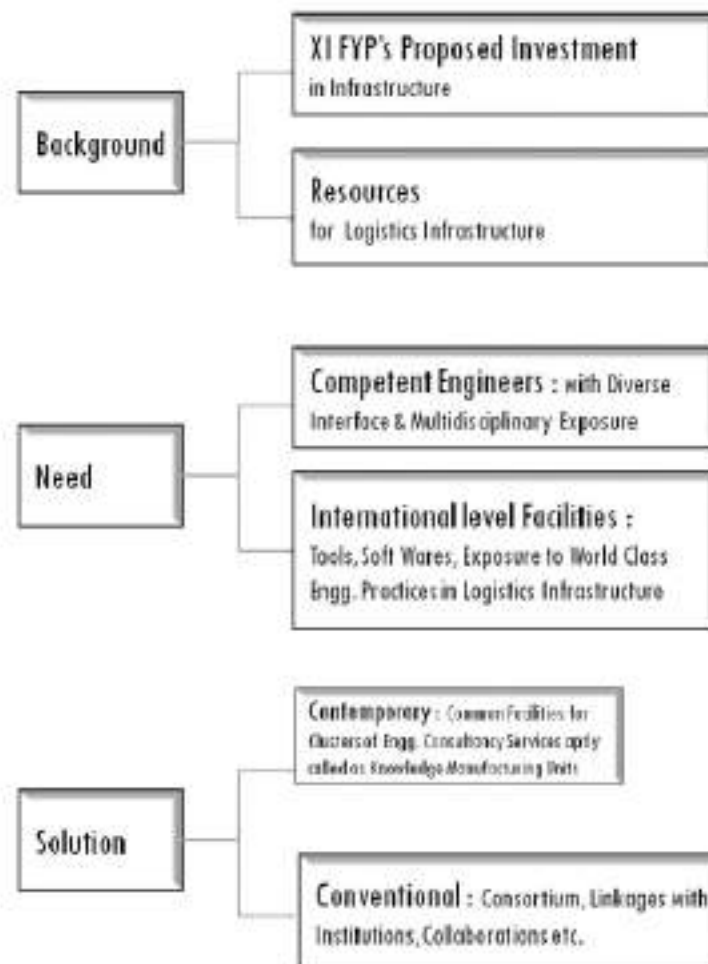 Background
XI FYP's Proposed Investment
in Infrastructure
Resources
for Logistics Infrastructure
Need
Competent Engineers : with Diverse
Interface & Multidisciplinary Exposure
International level Facilities :
Tools, Soft Wares, Exposure to World Class
Engg. Practices in Logistics Infrastructure
Solution
Contemporary : Common Facilities for
Clusters of Engg. Consultancy Services aptly
called as Knowledge Manufacturing Units
Conventional : Consortium, Linkages with
Institutions, Collaborations etc.